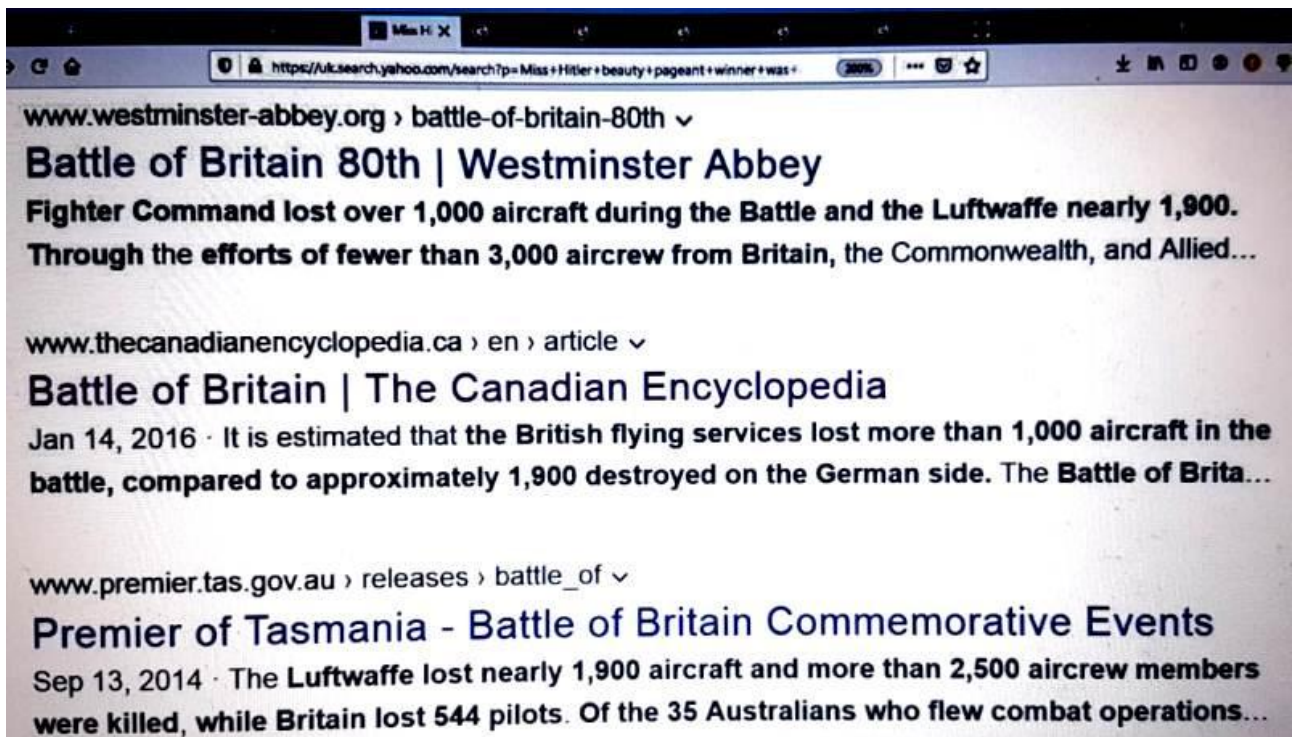 Miss Hi
https://uk.search.yahoo.com/search?p=Miss+Hitler+beauty+pageant+winner+was+ 200%
www.westminster-abbey.org › battle-of-britain-80th
Battle of Britain 80th | Westminster Abbey
Fighter Command lost over 1,000 aircraft during the Battle and the Luftwaffe nearly 1,900.
Through the efforts of fewer than 3,000 aircrew from Britain, the Commonwealth, and Allied...
www.thecanadianencyclopedia.ca › en › article
Battle of Britain | The Canadian Encyclopedia
Jan 14, 2016 · It is estimated that the British flying services lost more than 1,000 aircraft in the
battle, compared to approximately 1,900 destroyed on the German side. The Battle of Brita...
www.premier.tas.gov.au › releases › battle_of
Premier of Tasmania - Battle of Britain Commemorative Events
Sep 13, 2014 · The Luftwaffe lost nearly 1,900 aircraft and more than 2,500 aircrew members
were killed, while Britain lost 544 pilots. Of the 35 Australians who flew combat operations...